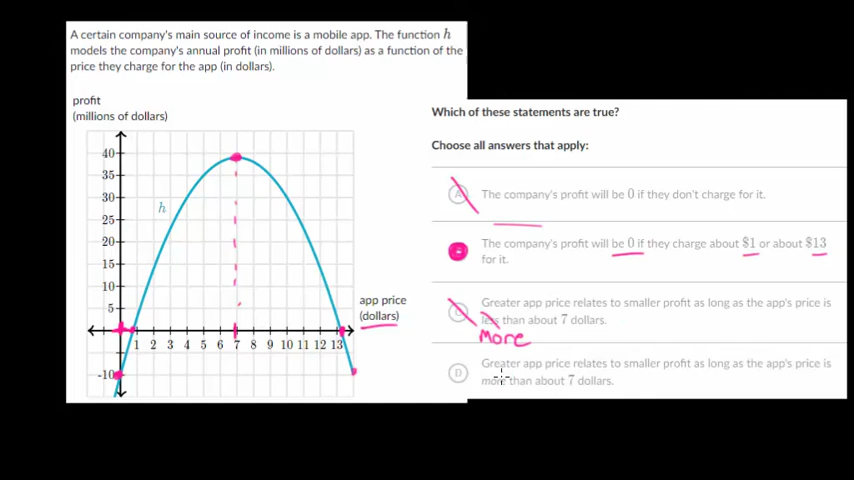 A certain company's main source of income is a mobile app. The function h
models the company's annual profit (in millions of dollars) as a function of the
price they charge for the app (in dollars).
profit
(millions of dollars)
40
35
30
25
20
15
10
5
-10
h
1 2 3 4 5 6 7 8 9 10 11 12 13
app price
(dollars)
Which of these statements are true?
Choose all answers that apply:
A The company's profit will be 0 if they don't charge for it.
The company's profit will be 0 if they charge about $1 or about $13
for it.
C Greater app price relates to smaller profit as long as the app's price is
less than about 7 dollars.
More
D Greater app price relates to smaller profit as long as the app's price is
more than about 7 dollars.